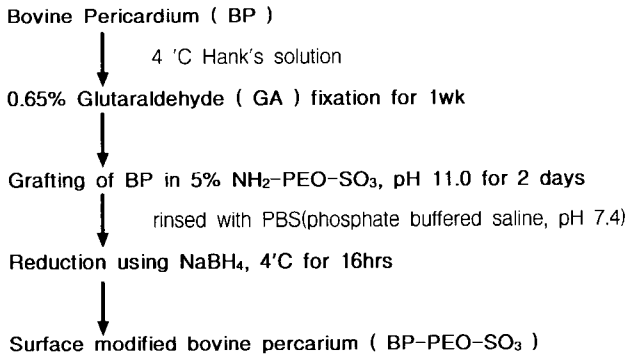 Bovine Pericardium ( BP )
4 'C Hank's solution
0.65% Glutaraldehyde ( GA ) fixation for 1wk
Grafting of BP in 5% NH₂-PEO-SO₃, pH 11.0 for 2 days
rinsed with PBS(phosphate buffered saline, pH 7.4)
Reduction using NaBH₄, 4'C for 16hrs
Surface modified bovine percarium ( BP-PEO-SO₃ )